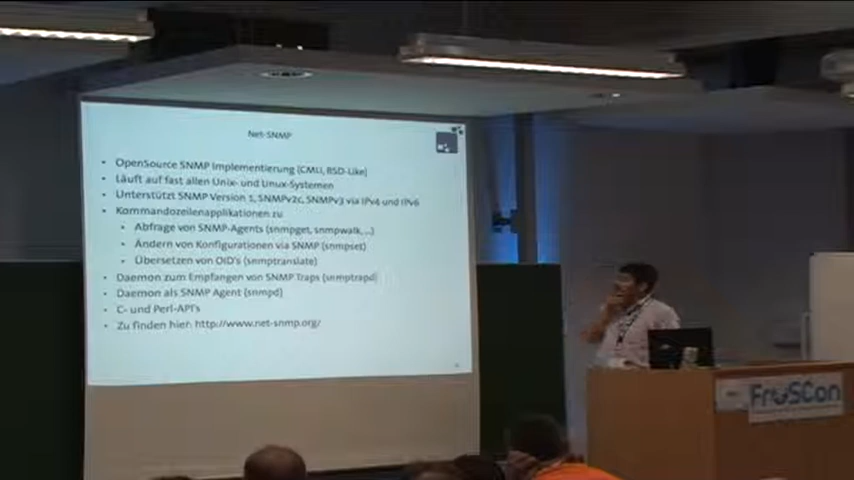 Net-SNMP
OpenSource SNMP Implementierung (CMU, BSD-Like)
Läuft auf fast allen Unix- und Linux-Systemen
Unterstützt SNMP Version 1, SNMPv2c, SNMPv3 via IPv4 und IPv6
Kommandozeilenapplikationen zu
Abfrage von SNMP-Agents (snmpget, snmpwalk, ...)
Ändern von Konfigurationen via SNMP (snmpset)
Übersetzen von OID's (snmptranslate)
Daemon zum Empfangen von SNMP Traps (snmptrapd)
Daemon als SNMP Agent (snmpd)
C- und Perl-API's
Zu finden hier: http://www.net-snmp.org/
FrOSCon